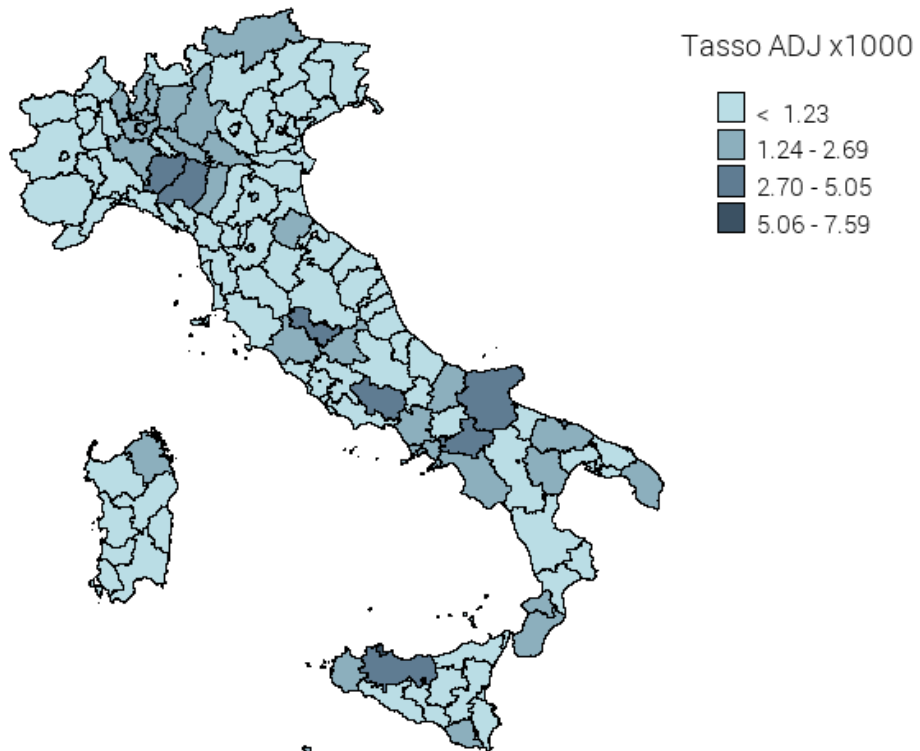 Tasso ADJ x1000
< 1.23
1.24 - 2.69
2.70 - 5.05
5.06 - 7.59